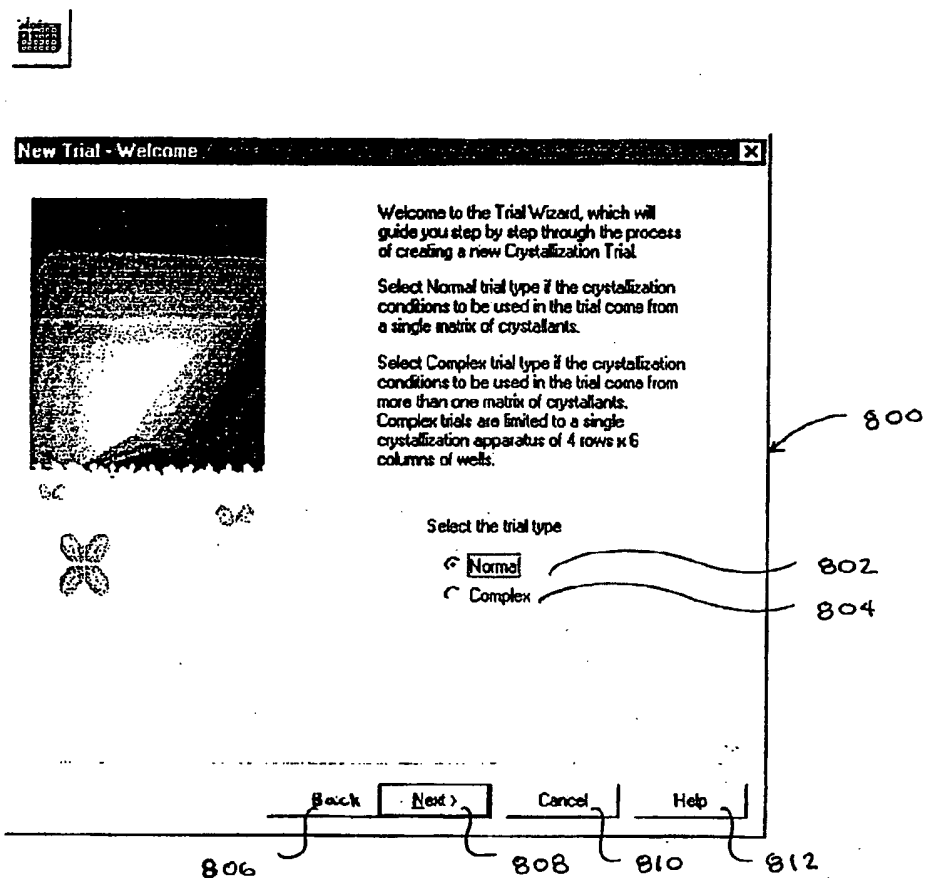 New Trial - Welcome
Welcome to the Trial Wizard, which will
guide you step by step through the process
of creating a new Crystallization Trial.
Select Normal trial type if the crystallization
conditions to be used in the trial come from
a single matrix of crystallants.
Select Complex trial type if the crystallization
conditions to be used in the trial come from
more than one matrix of crystallants.
Complex trials are limited to a single
crystallization apparatus of 4 rows x 6
columns of wells.
800
Select the trial type
Normal
802
Complex
804
Back
Next >
Cancel
Help
806
808
810
812